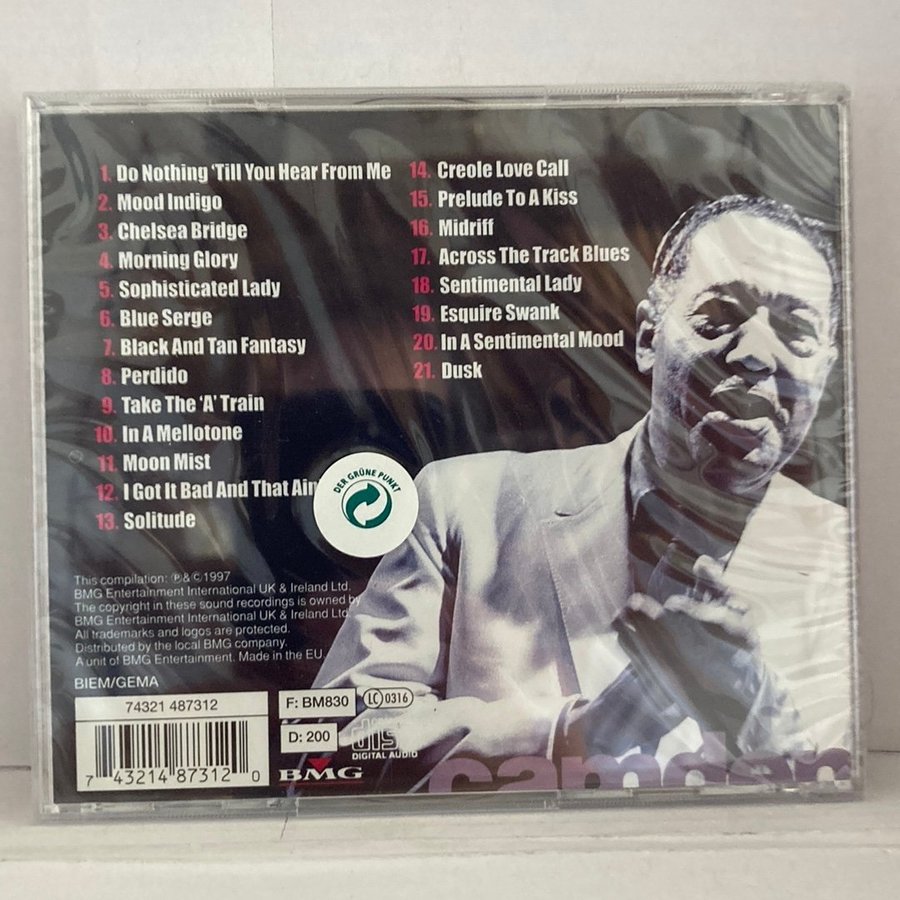 1. Do Nothing ‘Till You Hear From Me
2. Mood Indigo
3. Chelsea Bridge
4. Morning Glory
5. Sophisticated Lady
6. Blue Serge
7. Black And Tan Fantasy
8. Perdido
9. Take The ‘A’ Train
10. In A Mellotone
11. Moon Mist
12. I Got It Bad And That Ain
13. Solitude
14. Creole Love Call
15. Prelude To A Kiss
16. Midriff
17. Across The Track Blues
18. Sentimental Lady
19. Esquire Swank
20. In A Sentimental Mood
21. Dusk
DER GRÜNE PUNKT
This compilation: ℗&©1997
BMG Entertainment International UK & Ireland Ltd.
The copyright in these sound recordings is owned by
BMG Entertainment International UK & Ireland Ltd.
All trademarks and logos are protected.
Distributed by the local BMG company.
A unit of BMG Entertainment. Made in the EU.
BIEM/GEMA
74321 487312
7 43214 87312 0
F: BM830
LC 0316
D: 200
disc
DIGITAL AUDIO
BMG
camden